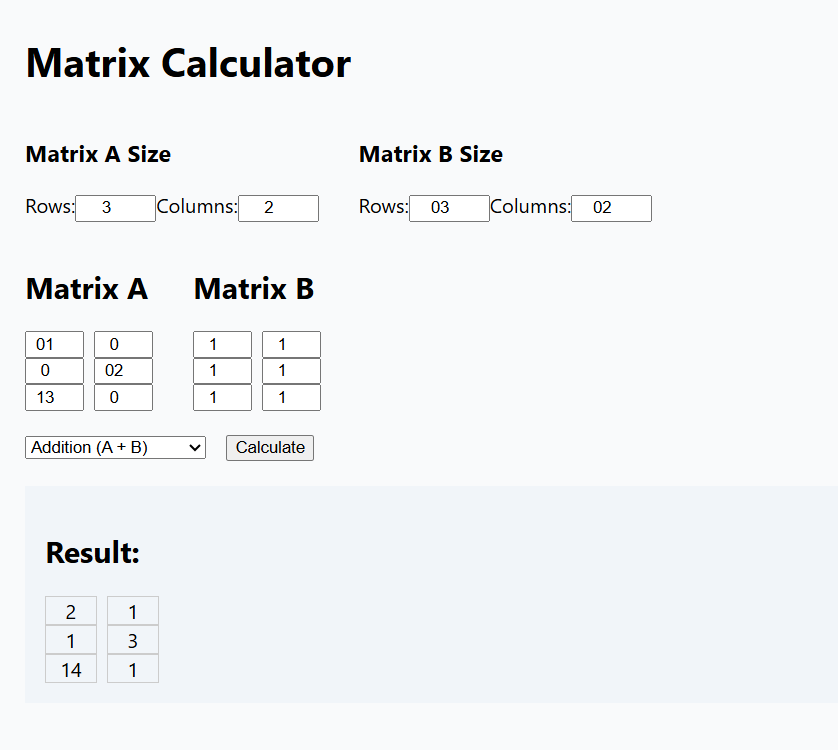 Matrix Calculator
Matrix A Size Matrix B Size
Rows: 3 Columns: 2 Rows: 03 Columns: 02
Matrix A Matrix B
01 0 1 1
0 02 1 1
13 0 1 1
Addition (A + B) Calculate
Result:
2 1
1 3
14 1